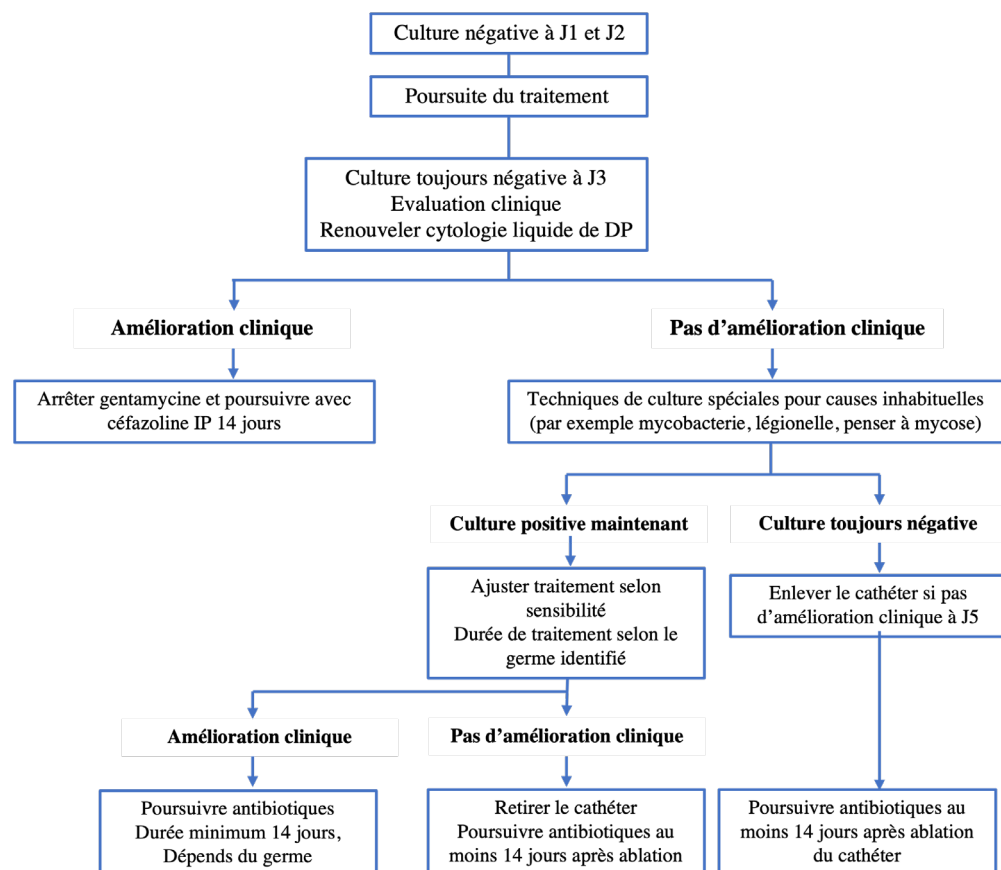 Culture négative à J1 et J2
Poursuite du traitement
Culture toujours négative à J3
Evaluation clinique
Renouveler cytologie liquide de DP
Amélioration clinique
Pas d'amélioration clinique
Arrêter gentamycine et poursuivre avec
céfazoline IP 14 jours
Techniques de culture spéciales pour causes inhabituelles
(par exemple mycobacterie, légionelle, penser à mycose)
Culture positive maintenant
Culture toujours négative
Ajuster traitement selon
sensibilité
Durée de traitement selon le
germe identifié
Enlever le cathéter si pas
d'amélioration clinique à J5
Amélioration clinique
Pas d'amélioration clinique
Poursuivre antibiotiques
Durée minimum 14 jours,
Dépends du germe
Retirer le cathéter
Poursuivre antibiotiques au
moins 14 jours après ablation
Poursuivre antibiotiques au
moins 14 jours après ablation
du cathéter